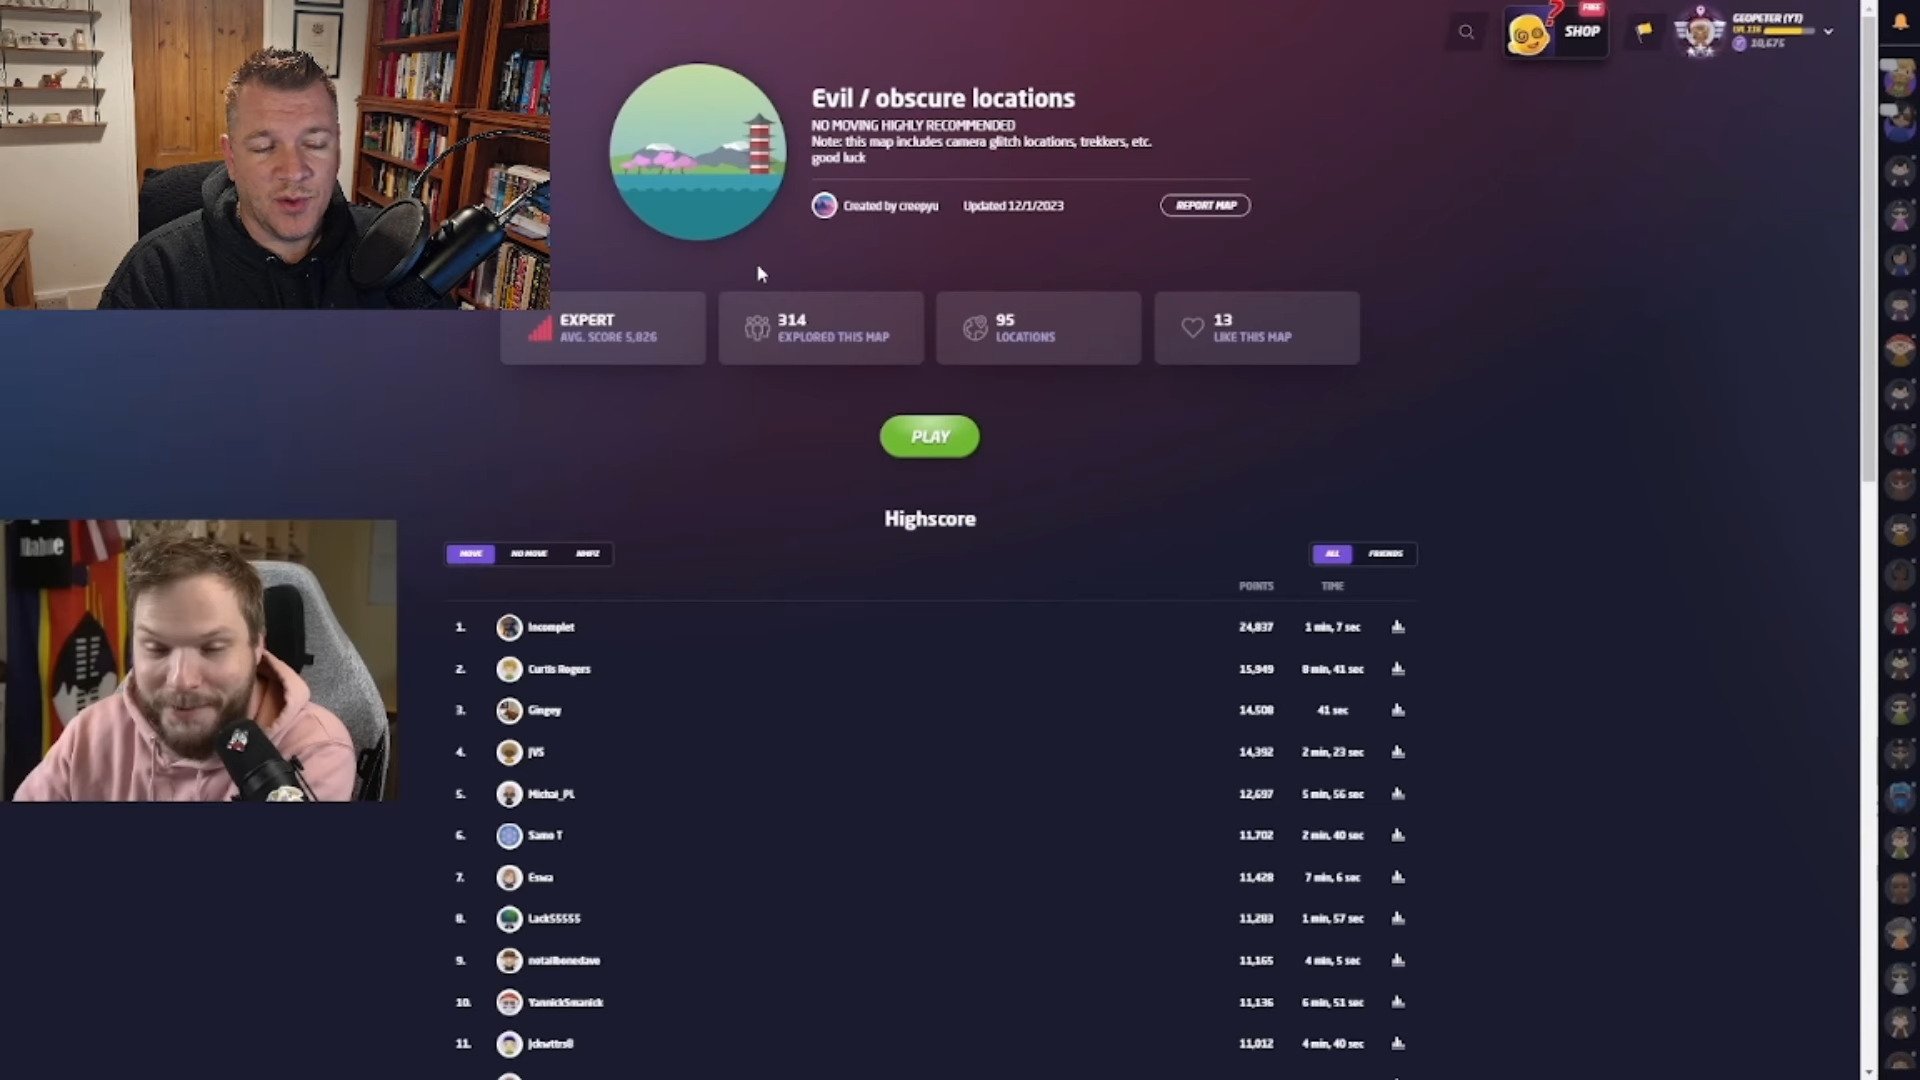 FREE
SHOP
GEOPETER (YT)
10,675
Evil / obscure locations
NO MOVING HIGHLY RECOMMENDED
Note: this map includes camera glitch locations, trekkers, etc.
good luck
Created by creepyu
Updated 12/1/2023
REPORT MAP
EXPERT
AVG. SCORE 5,826
314
EXPLORED THIS MAP
95
LOCATIONS
13
LIKE THIS MAP
PLAY
Highscore
MOVE
NO MOVE
NMPZ
ALL
FRIENDS
POINTS
TIME
1. Incomplet 24,837 1 min, 7 sec
2. Curtis Rogers 15,949 8 min, 41 sec
3. Gingey 14,508 41 sec
4. JVS 14,392 2 min, 23 sec
5. Michai_PL 12,697 5 min, 56 sec
6. Samo T 11,702 2 min, 40 sec
7. Eswa 11,428 7 min, 6 sec
8. Lack55555 11,283 1 min, 57 sec
9. notallbonedave 11,165 4 min, 5 sec
10. YannickSmanick 11,136 6 min, 51 sec
11. 11,012 4 min, 40 sec